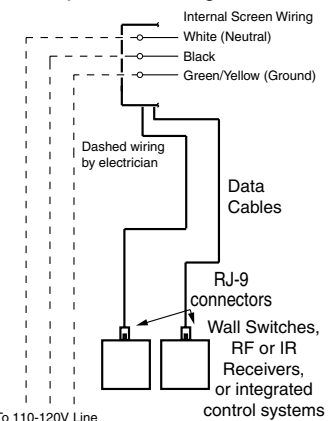 Internal Screen Wiring
White (Neutral)
Black
Green/Yellow (Ground)
Dashed wiring
by electrician
Data
Cables
RJ-9
connectors
Wall Switches,
RF or IR
Receivers,
or integrated
control systems
To 110-120V Line